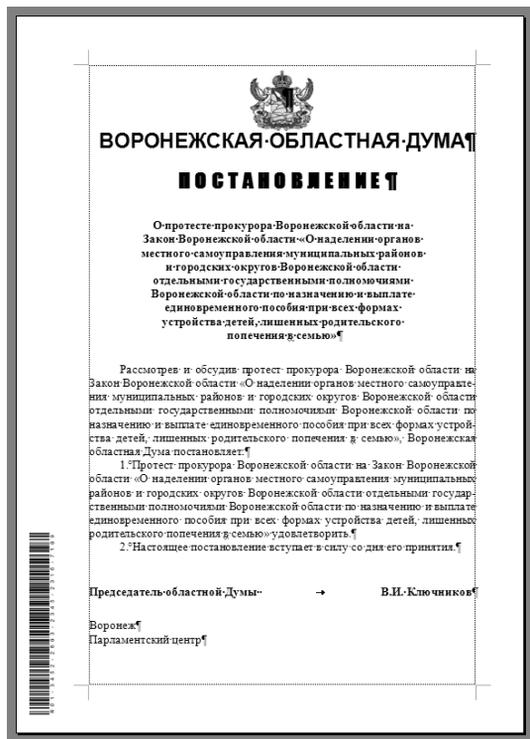 ВОРОНЕЖСКАЯ ОБЛАСТНАЯ ДУМА¶
ПОСТАНОВЛЕНИЕ¶
О протесте прокурора Воронежской области на
Закон Воронежской области «О наделении органов
местного самоуправления муниципальных районов
и городских округов Воронежской области
отдельными государственными полномочиями
Воронежской области по назначению и выплате
единовременного пособия при всех формах
устройства детей, лишенных родительского
попечения в семью»¶
Рассмотрев и обсудив протест прокурора Воронежской области на
Закон Воронежской области «О наделении органов местного самоуправле-
ния муниципальных районов и городских округов Воронежской области
отдельными государственными полномочиями Воронежской области по
назначению и выплате единовременного пособия при всех формах устрой-
ства детей, лишенных родительского попечения в семью», Воронежская
областная Дума постановляет:¶
1.°Протест прокурора Воронежской области на Закон Воронежской
области «О наделении органов местного самоуправления муниципальных
районов и городских округов Воронежской области отдельными государ-
ственными полномочиями Воронежской области по назначению и выплате
единовременного пособия при всех формах устройства детей, лишенных
родительского попечения в семью» удовлетворить.¶
2.°Настоящее постановление вступает в силу со дня его принятия.¶
Председатель областной Думы → В.И. Ключников¶
Воронеж¶
Парламентский центр¶